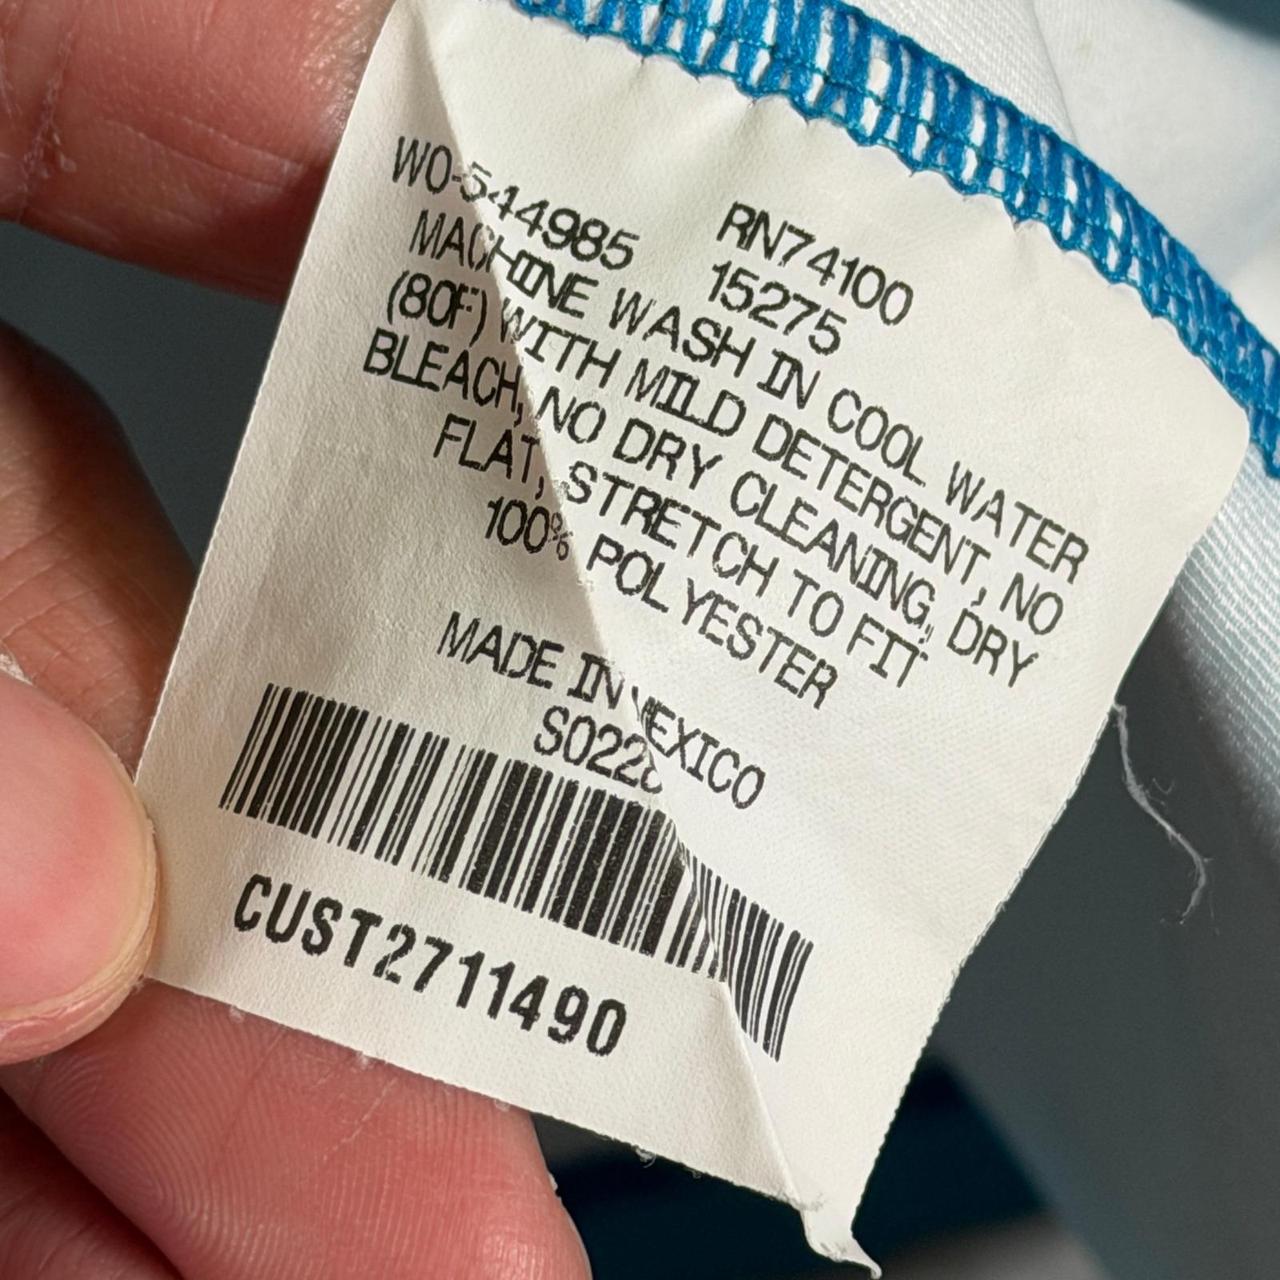 WO-544985 RN74100
15275
MACHINE WASH IN COOL WATER
(80F) WITH MILD DETERGENT, NO
BLEACH, NO DRY CLEANING, DRY
FLAT, STRETCH TO FIT
100% POLYESTER
MADE IN MEXICO
CUST2711490